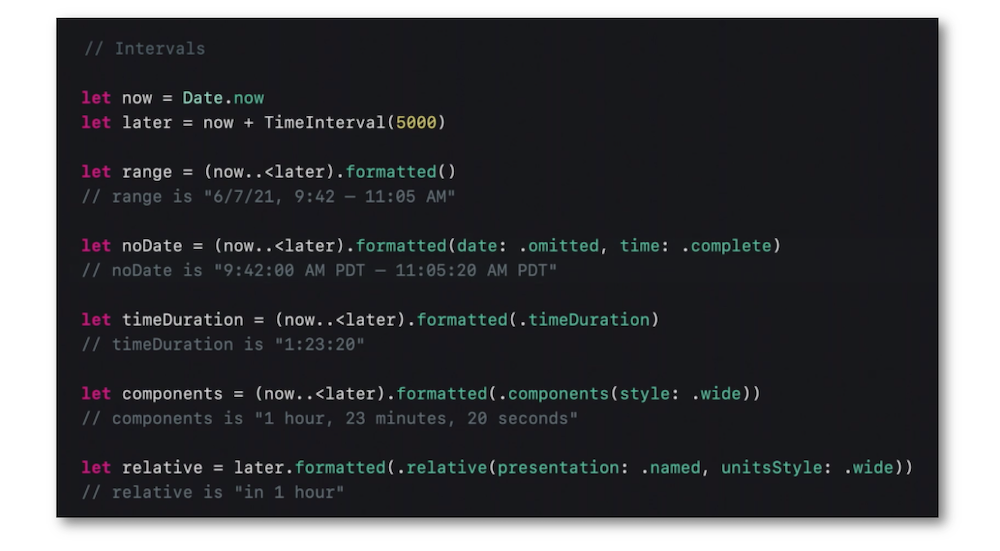 // Intervals
let now = Date.now
let later = now + TimeInterval(5000)
let range = (now..<later).formatted()
// range is "6/7/21, 9:42 – 11:05 AM"
let noDate = (now..<later).formatted(date: .omitted, time: .complete)
// noDate is "9:42:00 AM PDT – 11:05:20 AM PDT"
let timeDuration = (now..<later).formatted(.timeDuration)
// timeDuration is "1:23:20"
let components = (now..<later).formatted(.components(style: .wide))
// components is "1 hour, 23 minutes, 20 seconds"
let relative = later.formatted(.relative(presentation: .named, unitsStyle: .wide))
// relative is "in 1 hour"